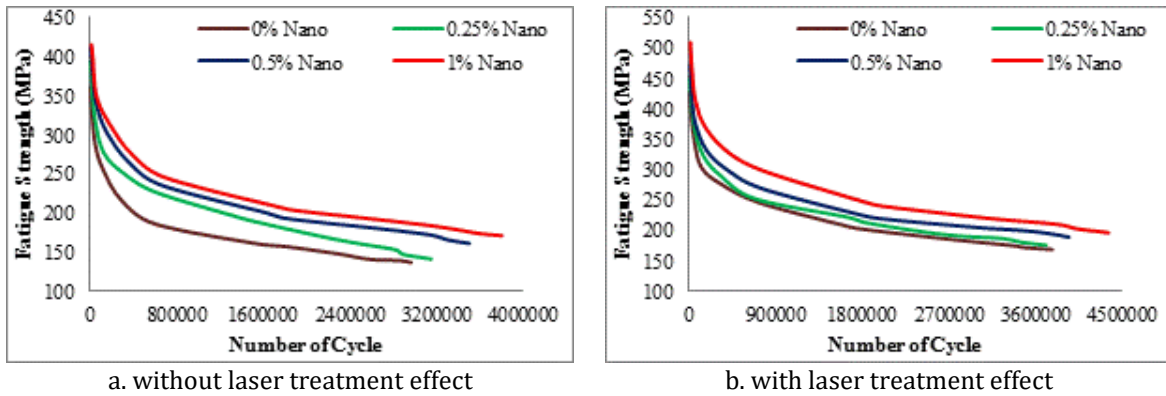 450
400
350
300
250
200
150
100
Fatigue Strength (MPa)
0% Nano
0.25% Nano
0.5% Nano
1% Nano
0
800000
1600000
2400000
3200000
4000000
Number of Cycle
a. without laser treatment effect
550
500
450
400
350
300
250
200
150
100
Fatigue Strength (MPa)
0% Nano
0.25% Nano
0.5% Nano
1% Nano
0
900000
1800000
2700000
3600000
4500000
Number of Cycle
b. with laser treatment effect